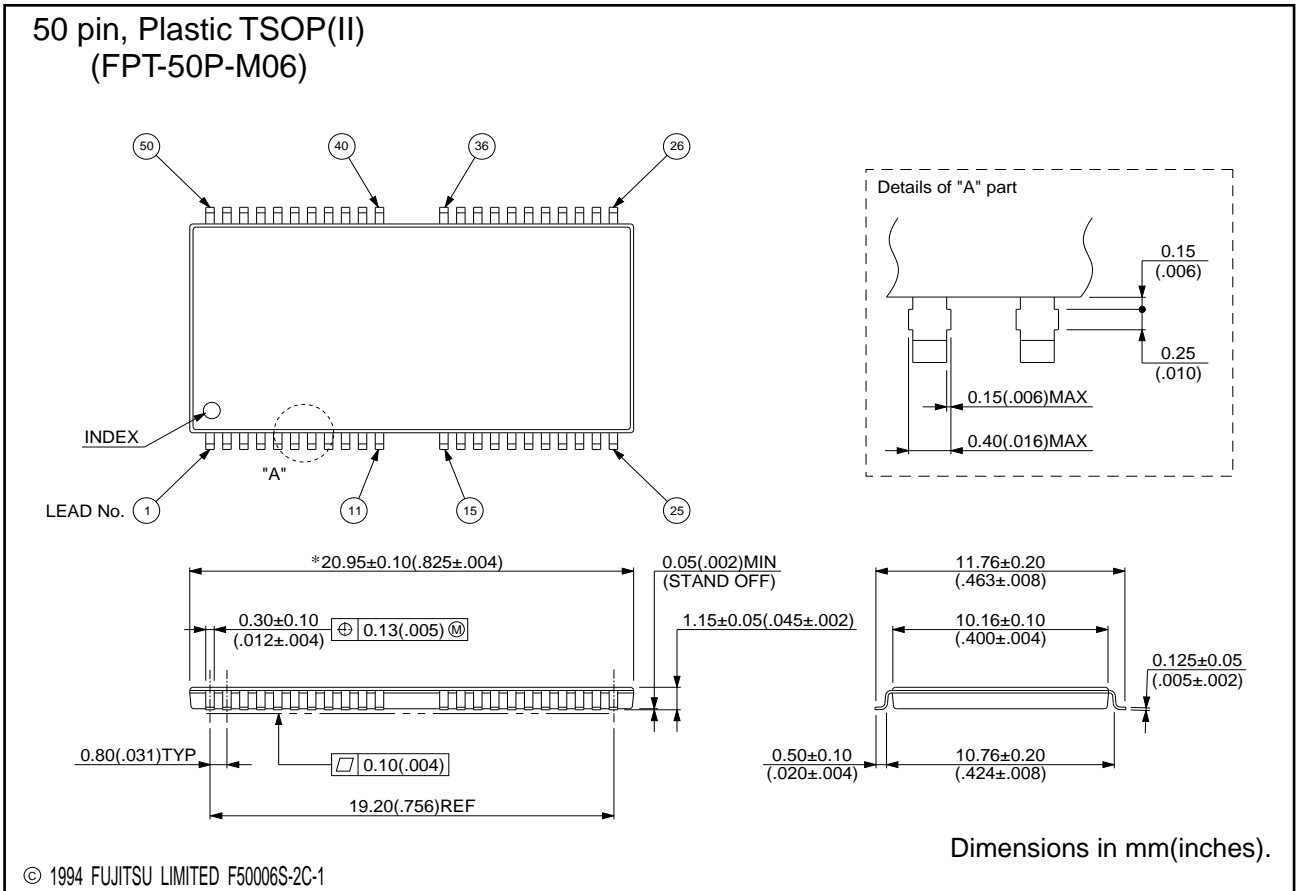 50 pin, Plastic TSOP(II)
(FPT-50P-M06)
50
40
36
26
Details of "A" part
0.15
(.006)
0.25
(.010)
0.15(.006)MAX
0.40(.016)MAX
INDEX
"A"
LEAD No.
1
11
15
25
*20.95±0.10(.825±.004)
0.05(.002)MIN
(STAND OFF)
11.76±0.20
(.463±.008)
0.30±0.10
(.012±.004)
⌖ 0.13(.005) Ⓜ
1.15±0.05(.045±.002)
10.16±0.10
(.400±.004)
0.125±0.05
(.005±.002)
0.80(.031)TYP
⏥ 0.10(.004)
0.50±0.10
(.020±.004)
10.76±0.20
(.424±.008)
19.20(.756)REF
Dimensions in mm(inches).
© 1994 FUJITSU LIMITED F50006S-2C-1